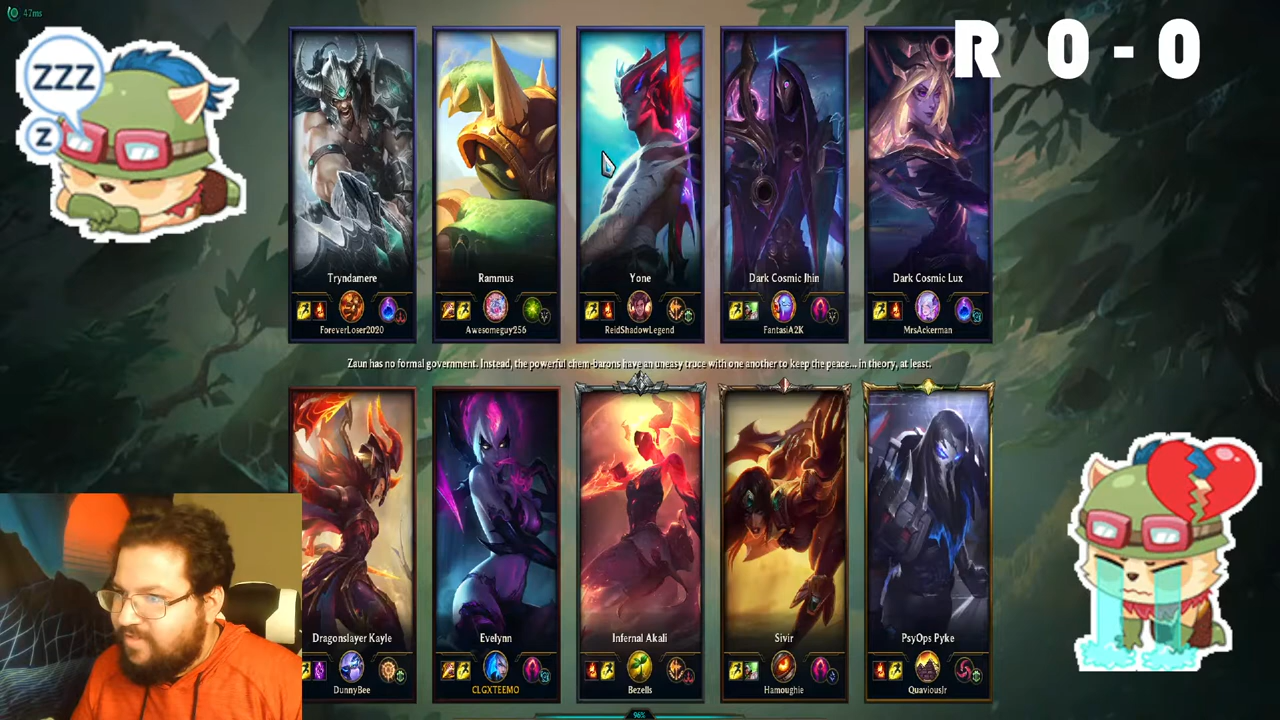 47ms
R 0 - 0
ZZZ
Z
Tryndamere
Rammus
Yone
Dark Cosmic Jhin
Dark Cosmic Lux
ForeverLoser2020
Awesomeguy256
ReidShadowLegend
FantasiA2K
MrsAckerman
Zaun has no formal government. Instead, the powerful chem-barons have an uneasy truce with one another to keep the peace... in theory, at least.
Dragonslayer Kayle
Evelynn
Infernal Akali
Sivir
PsyOps Pyke
DunnyBee
CLGXTEEMO
Bezells
Hamoughie
QuaviousJr
96%